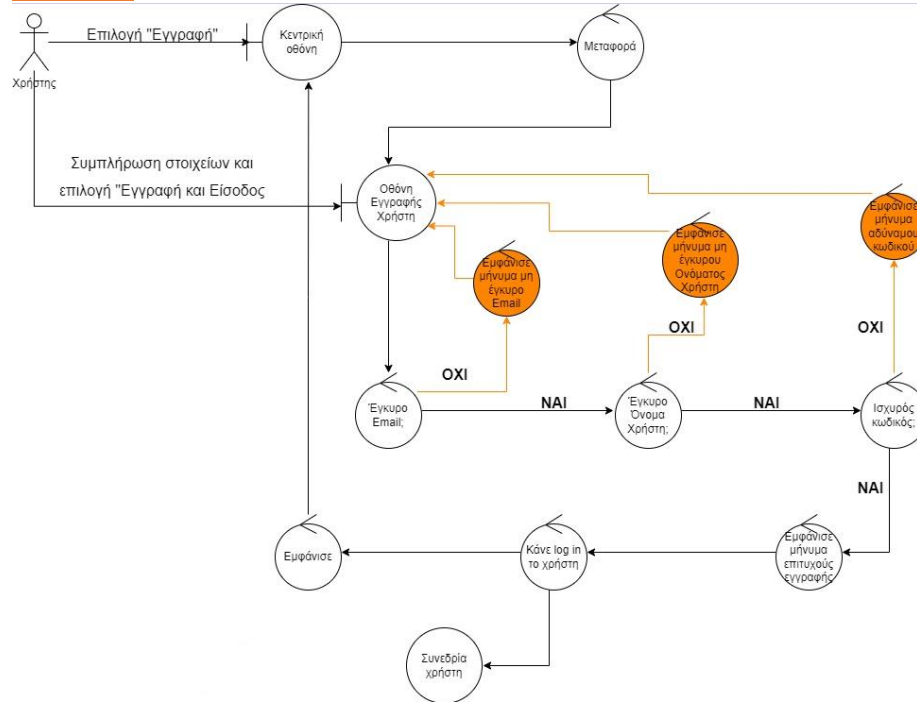 Επιλογή "Εγγραφή"
Κεντρική
οθόνη
Μεταφορά
Χρήστης
Συμπλήρωση στοιχείων και
επιλογή "Εγγραφή και Είσοδος
Οθόνη
Εγγραφής
Χρήστη
Εμφάνισε
μήνυμα μη
έγκυρο
Email
Εμφάνισε
μήνυμα μη
έγκυρου
Ονόματος
Χρήστη
Εμφάνισε
μήνυμα
αδύναμου
κωδικού
ΟΧΙ
ΟΧΙ
ΟΧΙ
Έγκυρο
Email;
ΝΑΙ
Έγκυρο
Όνομα
Χρήστη;
ΝΑΙ
Ισχυρός
κωδικός;
ΝΑΙ
Εμφάνισε
μήνυμα
επιτυχούς
εγγραφής
Κάνε log in
το χρήστη
Εμφάνισε
Συνεδρία
χρήστη